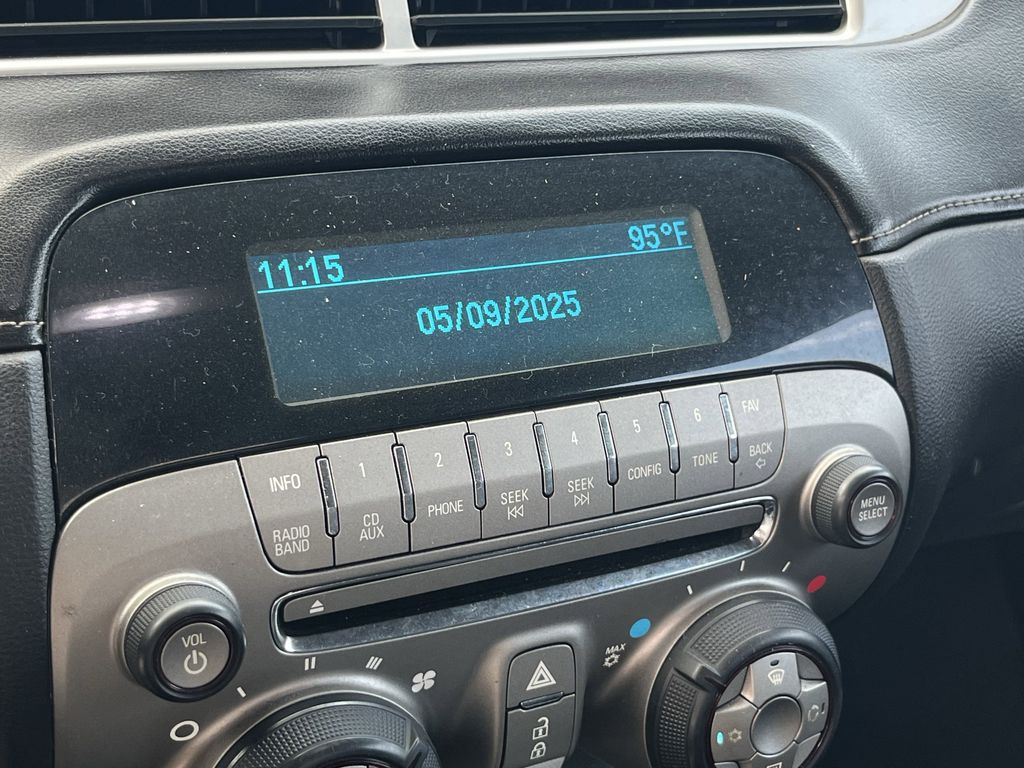 11:15 95°F
05/09/2025
INFO 1 2 3 4 5 6 FAV
RADIO BAND CD AUX PHONE SEEK SEEK CONFIG TONE BACK
MENU SELECT
VOL
MAX